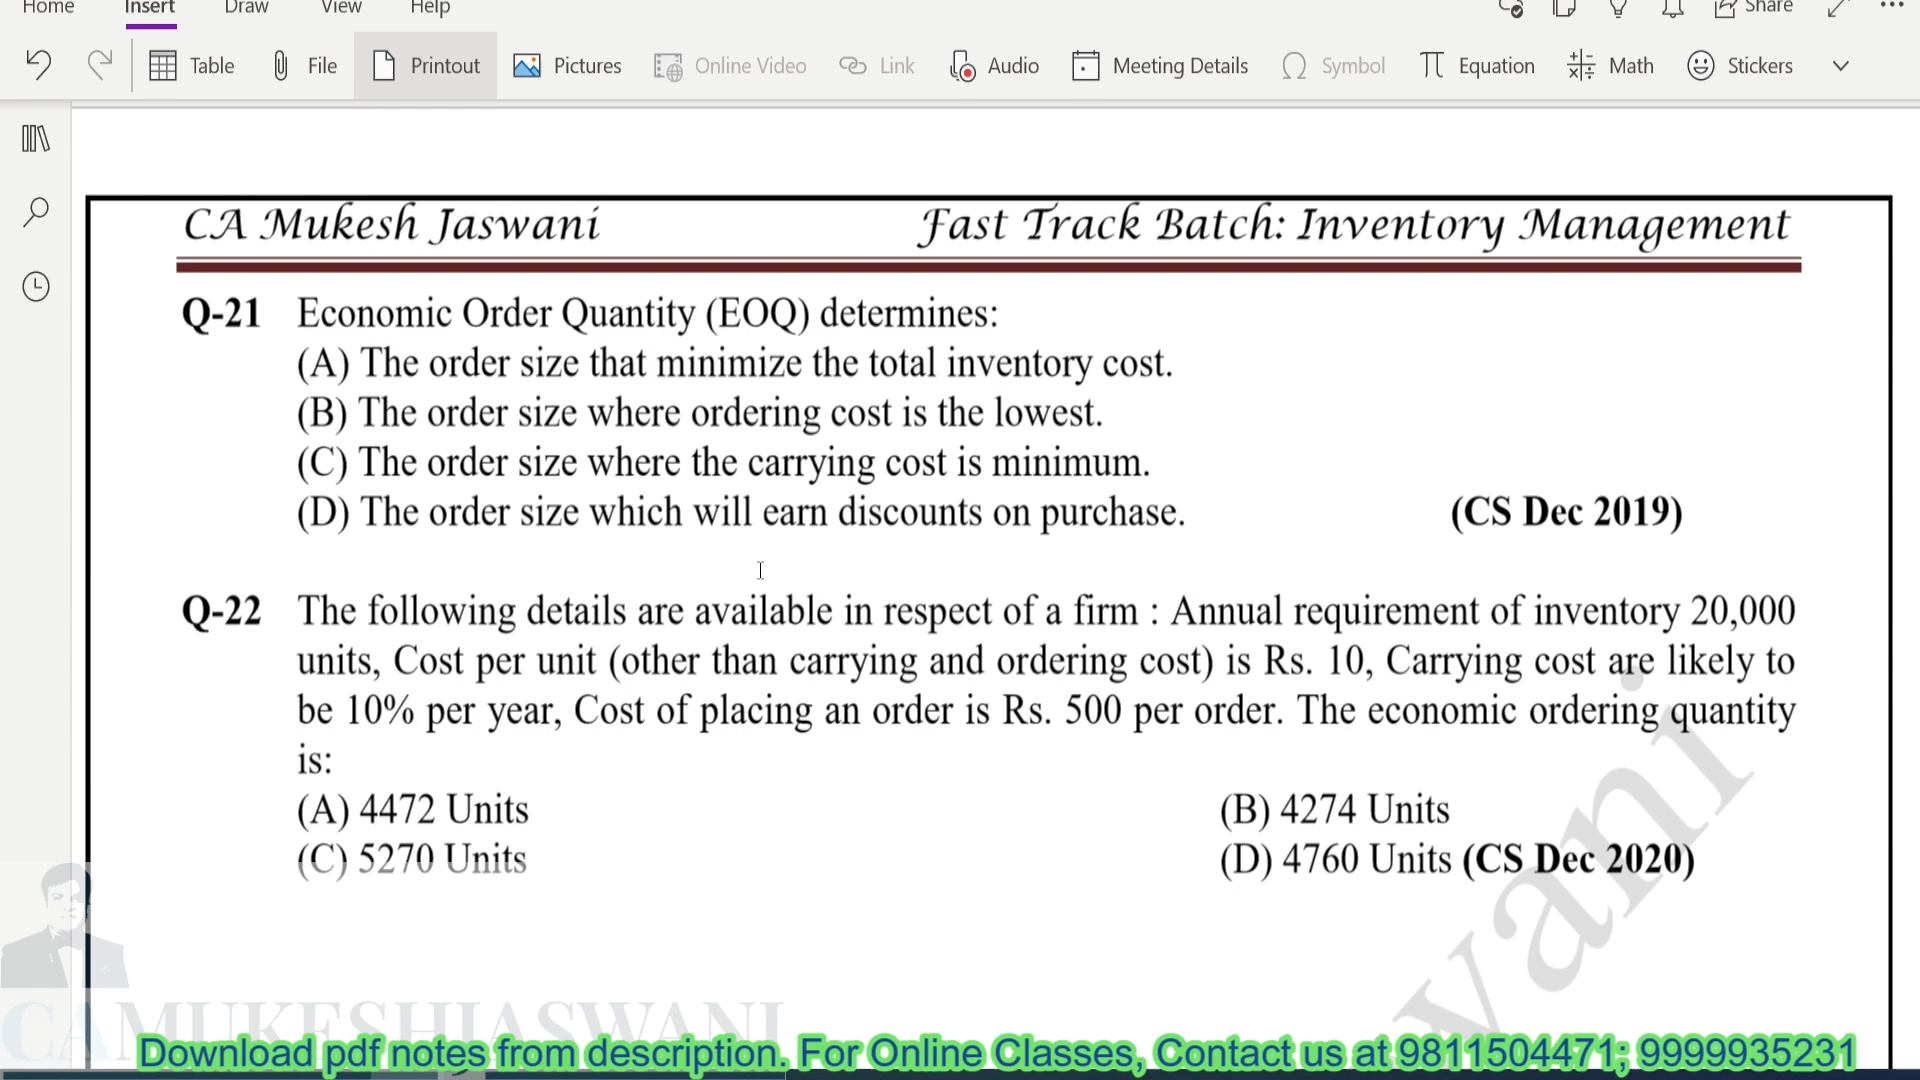 Home Insert Draw View Help Share
Table File Printout Pictures Online Video Link Audio Meeting Details Symbol Equation Math Stickers
CA Mukesh Jaswani Fast Track Batch: Inventory Management
Q-21 Economic Order Quantity (EOQ) determines:
(A) The order size that minimize the total inventory cost.
(B) The order size where ordering cost is the lowest.
(C) The order size where the carrying cost is minimum.
(D) The order size which will earn discounts on purchase. (CS Dec 2019)
Q-22 The following details are available in respect of a firm : Annual requirement of inventory 20,000
units, Cost per unit (other than carrying and ordering cost) is Rs. 10, Carrying cost are likely to
be 10% per year, Cost of placing an order is Rs. 500 per order. The economic ordering quantity
is:
(A) 4472 Units (B) 4274 Units
(C) 5270 Units (D) 4760 Units (CS Dec 2020)
vani
CAMUKESHJASWANI
Download pdf notes from description. For Online Classes, Contact us at 9811504471; 9999935231